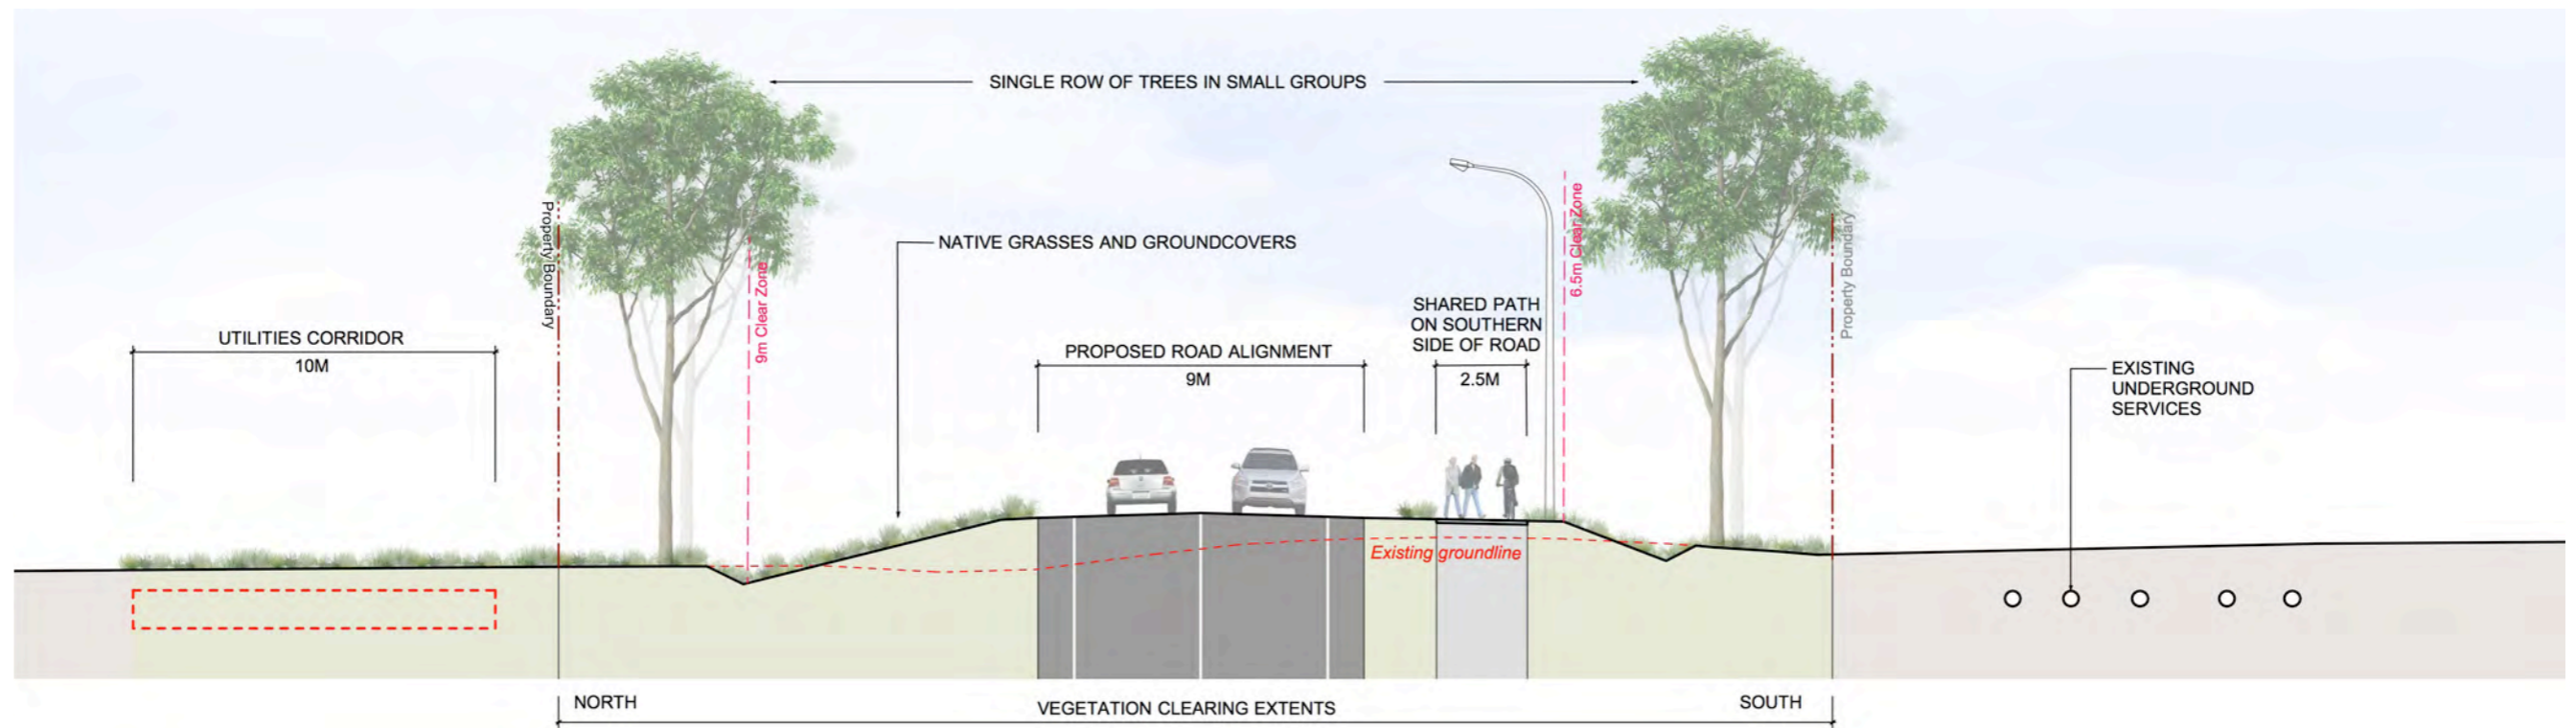 SINGLE ROW OF TREES IN SMALL GROUPS
Property Boundary
9m Clear Zone
6.5m Clear Zone
Property Boundary
NATIVE GRASSES AND GROUNDCOVERS
UTILITIES CORRIDOR
10M
PROPOSED ROAD ALIGNMENT
9M
SHARED PATH
ON SOUTHERN
SIDE OF ROAD
2.5M
EXISTING
UNDERGROUND
SERVICES
Existing groundline
NORTH
VEGETATION CLEARING EXTENTS
SOUTH